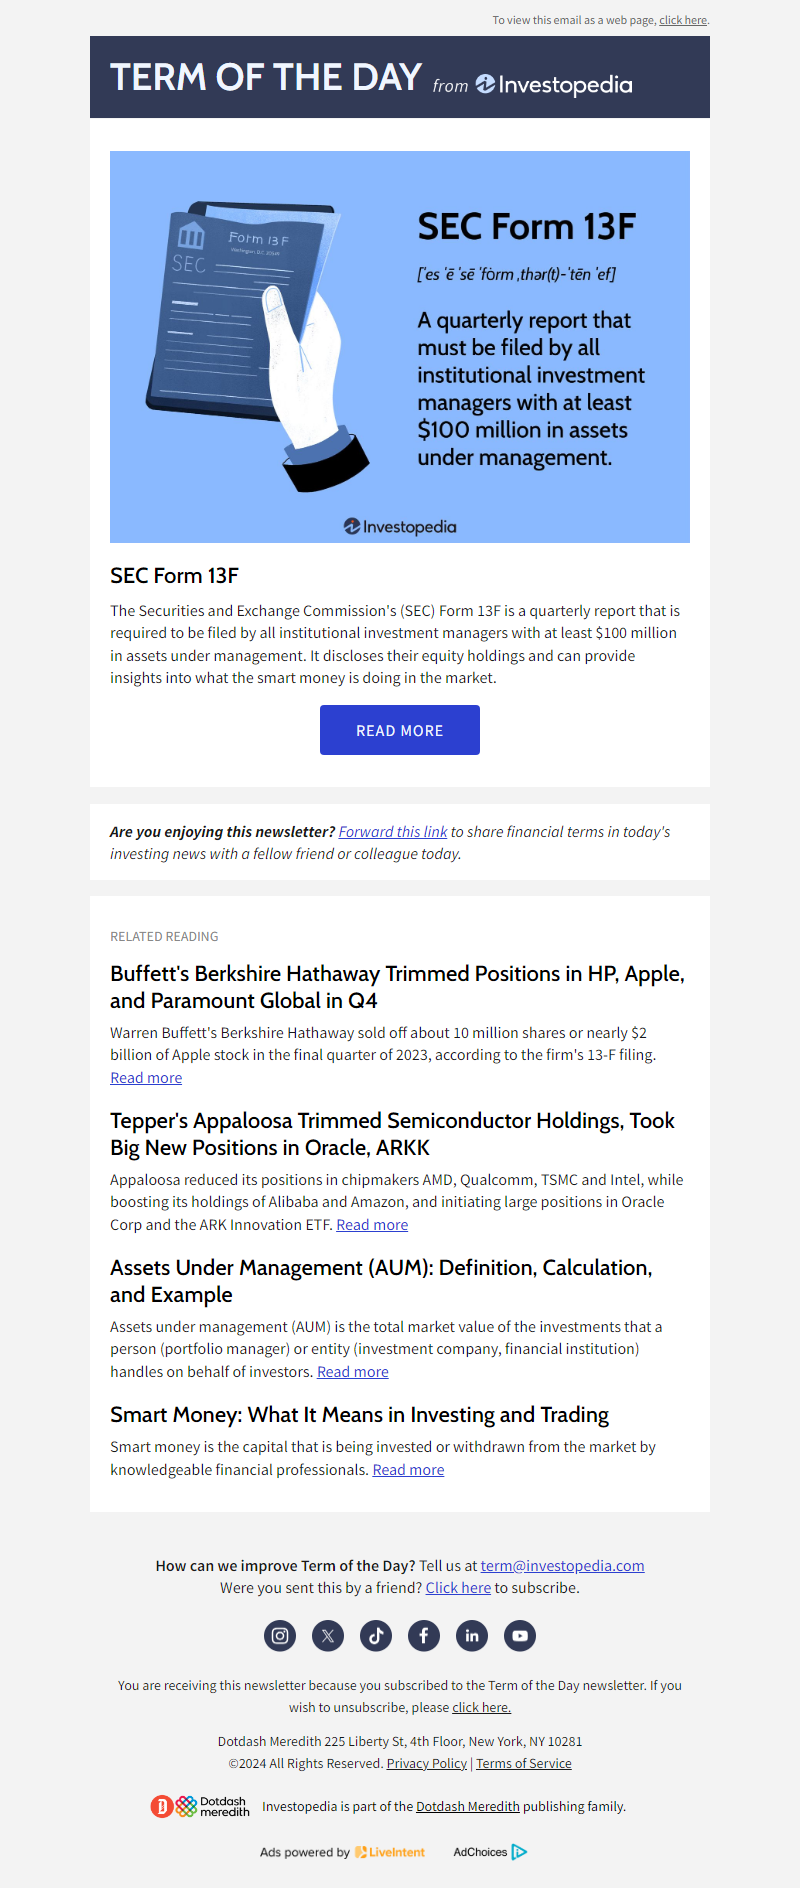 To view this email as a web page, click here.
TERM OF THE DAY from Investopedia
Form 13 F
Washington, D.C. 20549
SEC
SEC Form 13F
['es 'ē 'sē 'fȯrm ,thər(t)-'tēn 'ef]
A quarterly report that
must be filed by all
institutional investment
managers with at least
$100 million in assets
under management.
Investopedia
SEC Form 13F
The Securities and Exchange Commission's (SEC) Form 13F is a quarterly report that is
required to be filed by all institutional investment managers with at least $100 million
in assets under management. It discloses their equity holdings and can provide
insights into what the smart money is doing in the market.
READ MORE
Are you enjoying this newsletter? Forward this link to share financial terms in today's
investing news with a fellow friend or colleague today.
RELATED READING
Buffett's Berkshire Hathaway Trimmed Positions in HP, Apple,
and Paramount Global in Q4
Warren Buffett's Berkshire Hathaway sold off about 10 million shares or nearly $2
billion of Apple stock in the final quarter of 2023, according to the firm's 13-F filing.
Read more
Tepper's Appaloosa Trimmed Semiconductor Holdings, Took
Big New Positions in Oracle, ARKK
Appaloosa reduced its positions in chipmakers AMD, Qualcomm, TSMC and Intel, while
boosting its holdings of Alibaba and Amazon, and initiating large positions in Oracle
Corp and the ARK Innovation ETF. Read more
Assets Under Management (AUM): Definition, Calculation,
and Example
Assets under management (AUM) is the total market value of the investments that a
person (portfolio manager) or entity (investment company, financial institution)
handles on behalf of investors. Read more
Smart Money: What It Means in Investing and Trading
Smart money is the capital that is being invested or withdrawn from the market by
knowledgeable financial professionals. Read more
How can we improve Term of the Day? Tell us at term@investopedia.com
Were you sent this by a friend? Click here to subscribe.
You are receiving this newsletter because you subscribed to the Term of the Day newsletter. If you
wish to unsubscribe, please click here.
Dotdash Meredith 225 Liberty St, 4th Floor, New York, NY 10281
©2024 All Rights Reserved. Privacy Policy | Terms of Service
Dotdash
meredith
Investopedia is part of the Dotdash Meredith publishing family.
Ads powered by LiveIntent
AdChoices